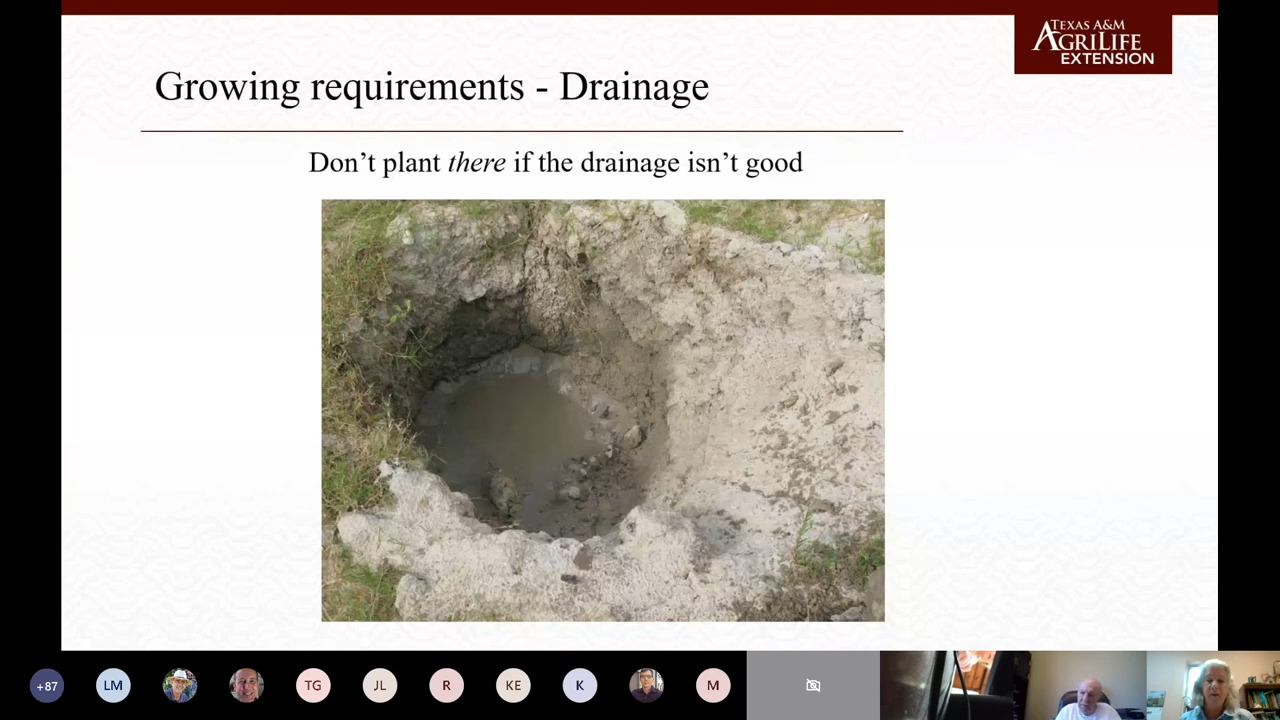 TEXAS A&M
AGRILIFE
EXTENSION
Growing requirements - Drainage
Don’t plant there if the drainage isn’t good
+87
LM
TG
JL
R
KE
K
M